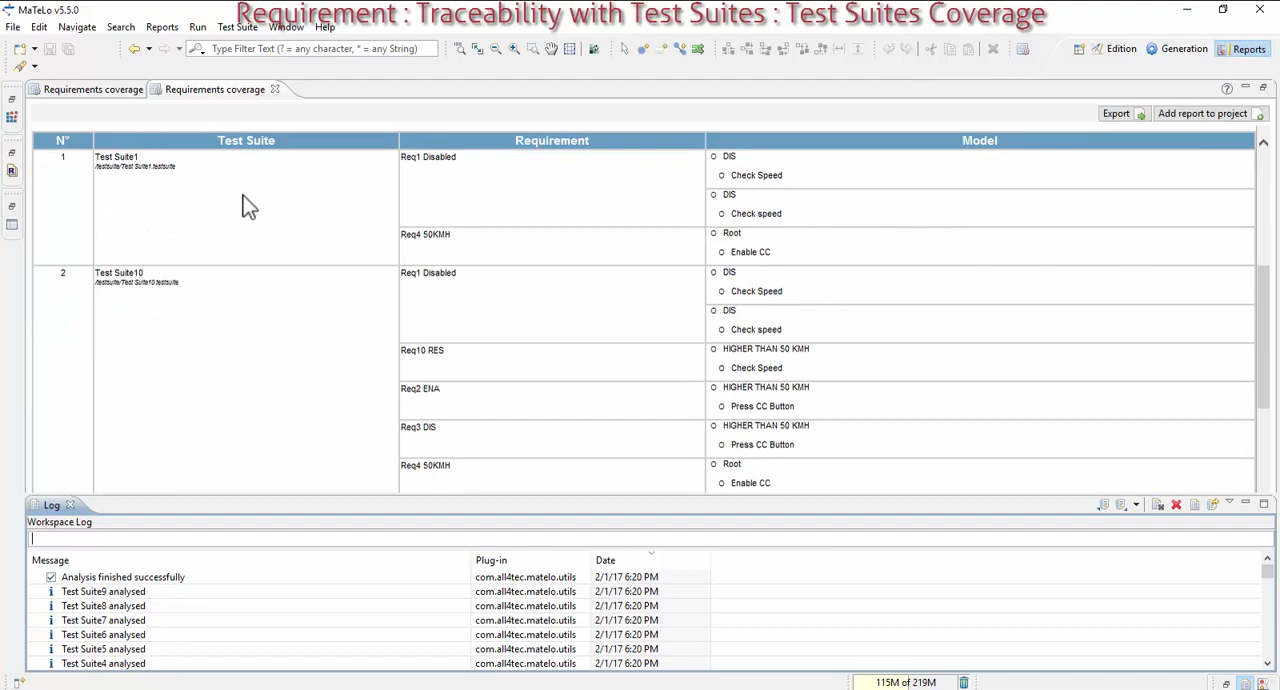 MaTeLo v5.5.0
Requirement : Traceability with Test Suites : Test Suites Coverage
File Edit Navigate Search Reports Run Test Suite Window Help
Type Filter Text (? = any character, * = any String)
Edition Generation Reports
Requirements coverage Requirements coverage
Export Add report to project
N° Test Suite Requirement Model
1 Test Suite1 Req1 Disabled DIS
/testsuite/Test Suite1.testsuite
Check Speed
DIS
Check speed
Req4 50KMH Root
Enable CC
2 Test Suite10 Req1 Disabled DIS
/testsuite/Test Suite10.testsuite
Check Speed
DIS
Check speed
Req10 RES HIGHER THAN 50 KMH
Check Speed
Req2 ENA HIGHER THAN 50 KMH
Press CC Button
Req3 DIS HIGHER THAN 50 KMH
Press CC Button
Req4 50KMH Root
Enable CC
Log
Workspace Log
Message Plug-in Date
Analysis finished successfully com.all4tec.matelo.utils 2/1/17 6:20 PM
Test Suite9 analysed com.all4tec.matelo.utils 2/1/17 6:20 PM
Test Suite8 analysed com.all4tec.matelo.utils 2/1/17 6:20 PM
Test Suite7 analysed com.all4tec.matelo.utils 2/1/17 6:20 PM
Test Suite6 analysed com.all4tec.matelo.utils 2/1/17 6:20 PM
Test Suite5 analysed com.all4tec.matelo.utils 2/1/17 6:20 PM
Test Suite4 analysed com.all4tec.matelo.utils 2/1/17 6:20 PM
115M of 219M